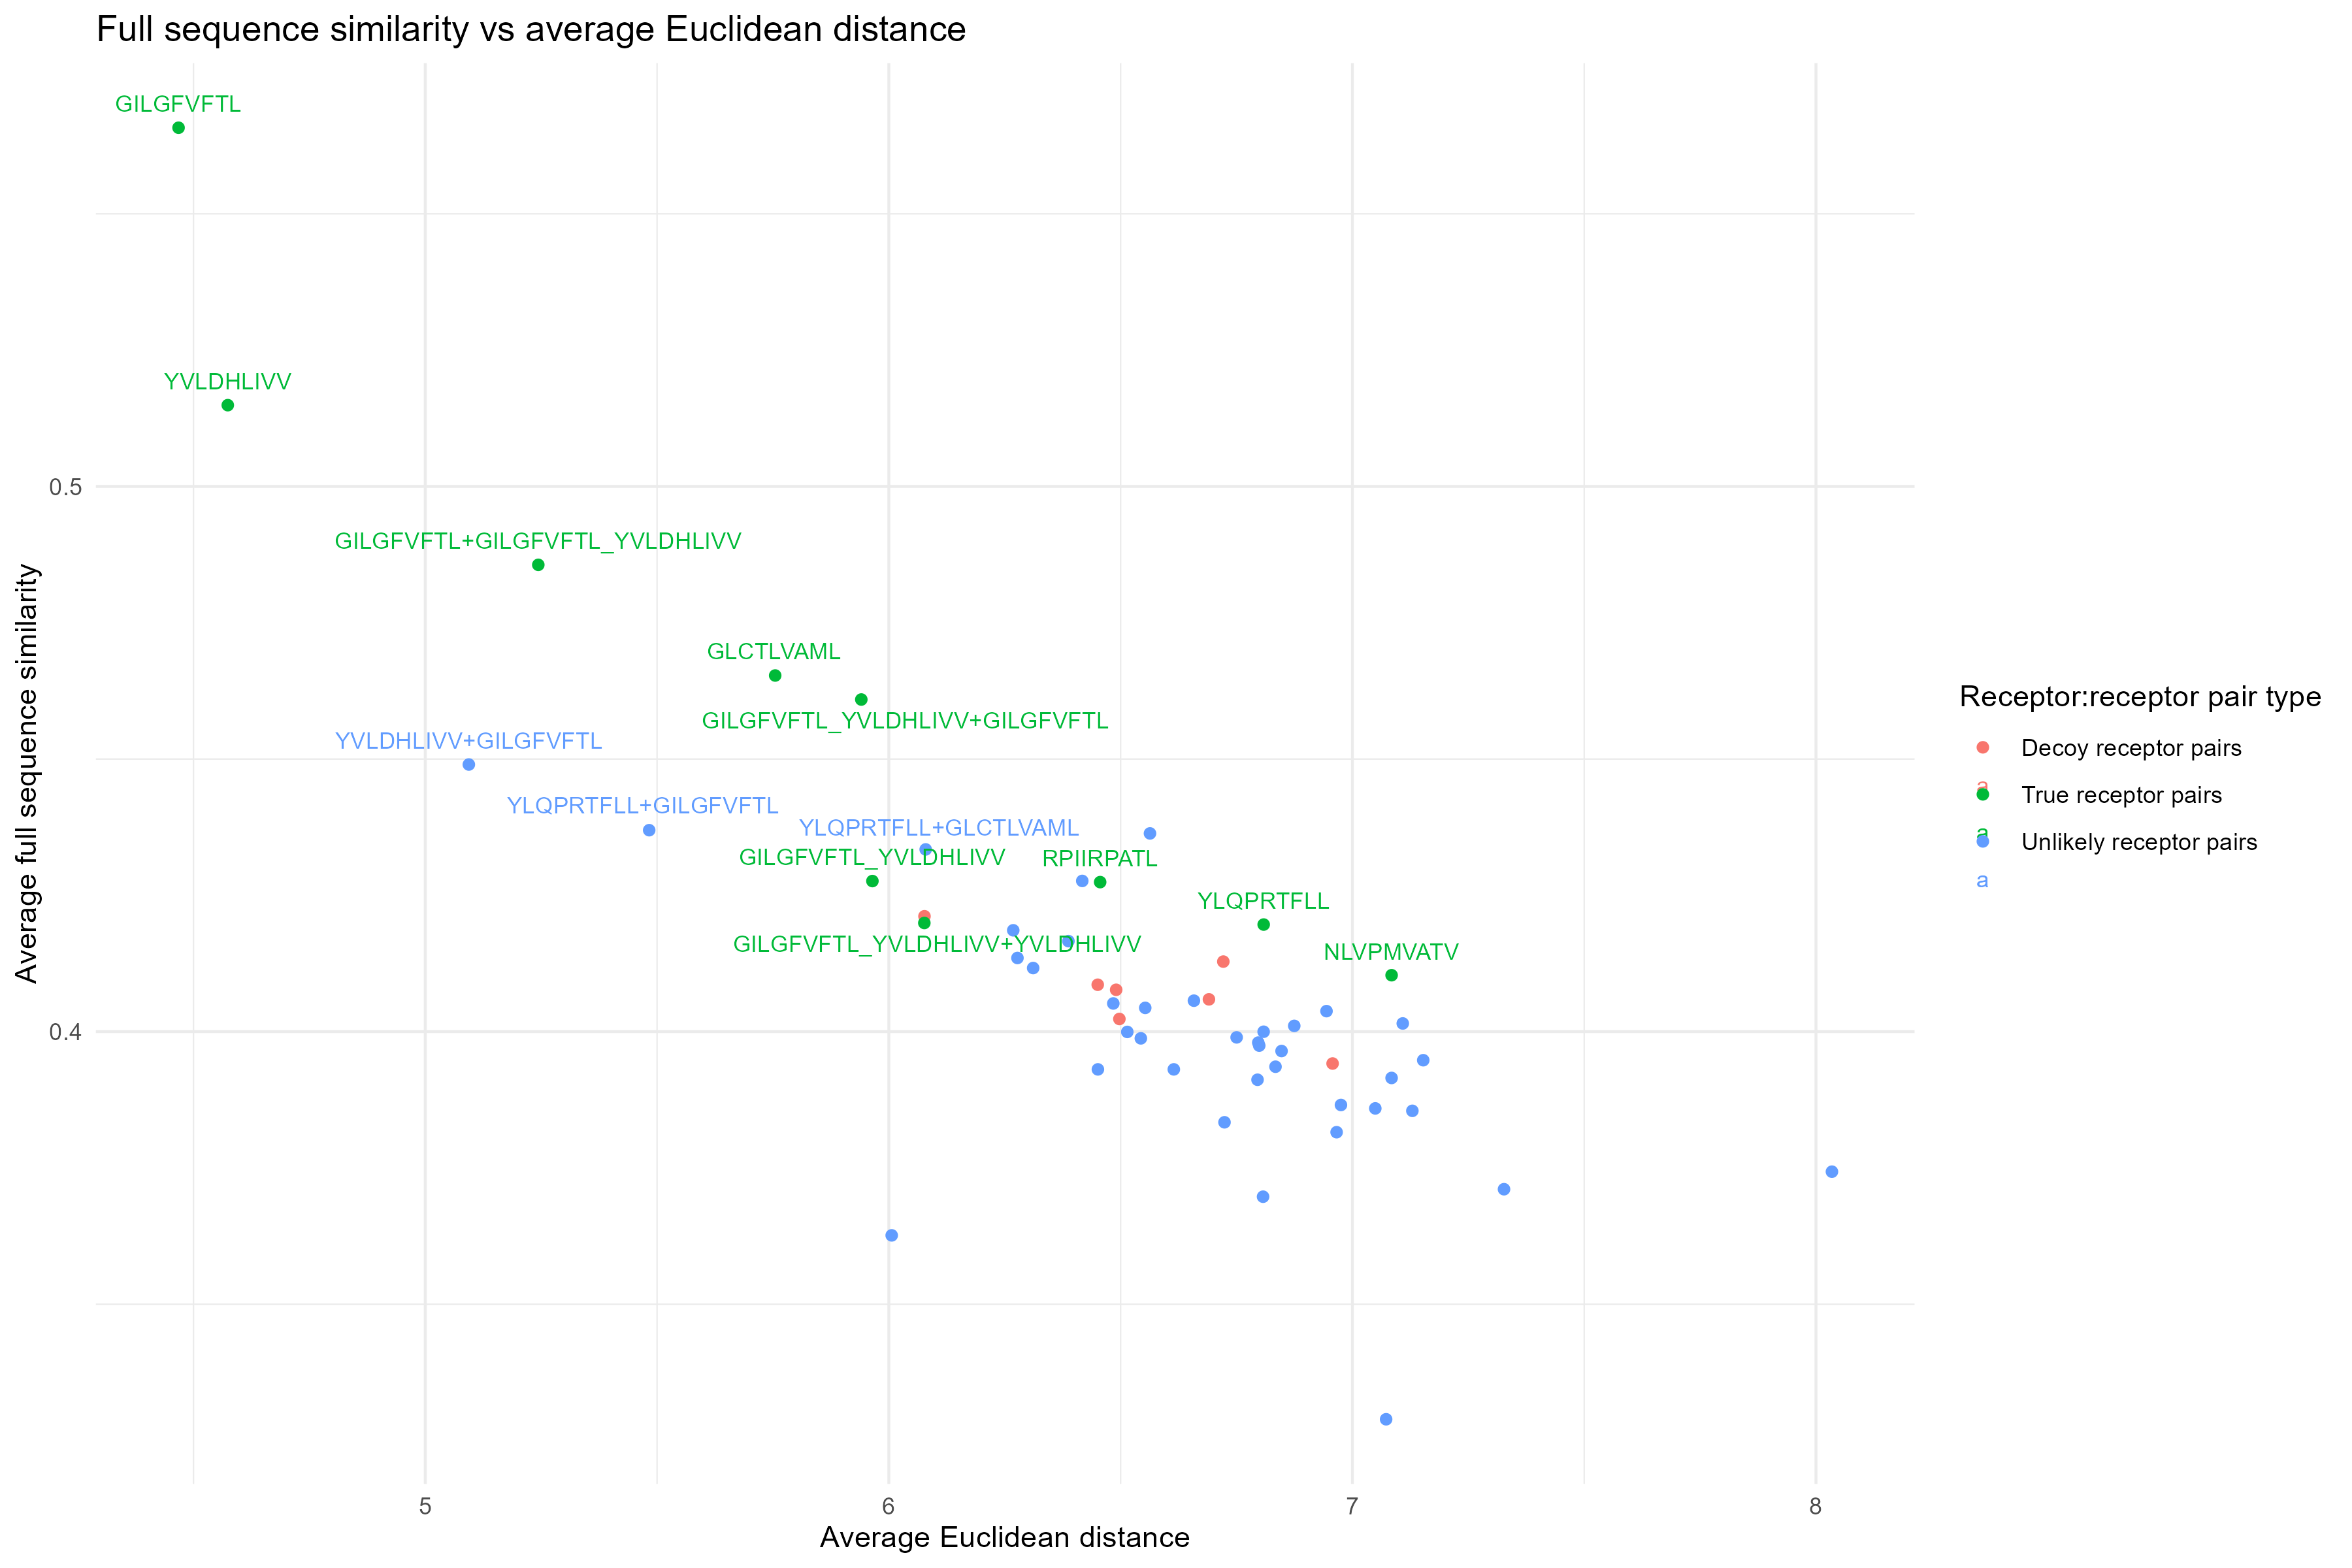 Full sequence similarity vs average Euclidean distance
GILGFVFTL
YVLDHLIVV
0.5
GILGFVFTL+GILGFVFTL_YVLDHLIVV
GLCTLVAML
GILGFVFTL_YVLDHLIVV+GILGFVFTL
YVLDHLIVV+GILGFVFTL
YLQPRTFLL+GILGFVFTL
YLQPRTFLL+GLCTLVAML
GILGFVFTL_YVLDHLIVV
RPIIRPATL
YLQPRTFLL
GILGFVFTL_YVLDHLIVV+YVLDHLIVV
NLVPMVATV
0.4
Average full sequence similarity
5 6 7 8
Average Euclidean distance
Receptor:receptor pair type
Decoy receptor pairs
a
True receptor pairs
a
Unlikely receptor pairs
a